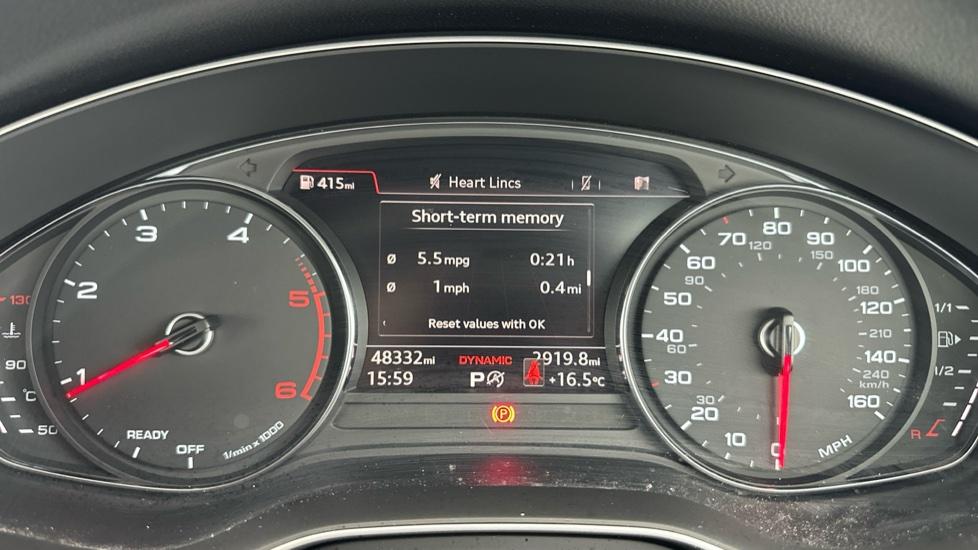 415mi
Heart Lincs
Short-term memory
Ø 5.5mpg 0:21h
Ø 1mph 0.4mi
Reset values with OK
48332mi DYNAMIC 2919.8mi
15:59 P +16.5°C
P
1
2
3
4
5
6
READY
OFF
1/min x 1000
130
90
°C
50
0
10
20
30
40
50
60
70
80
90
100
120
140
160
MPH
30
60
90
120
150
180
210
240
km/h
1/1
1/2
R